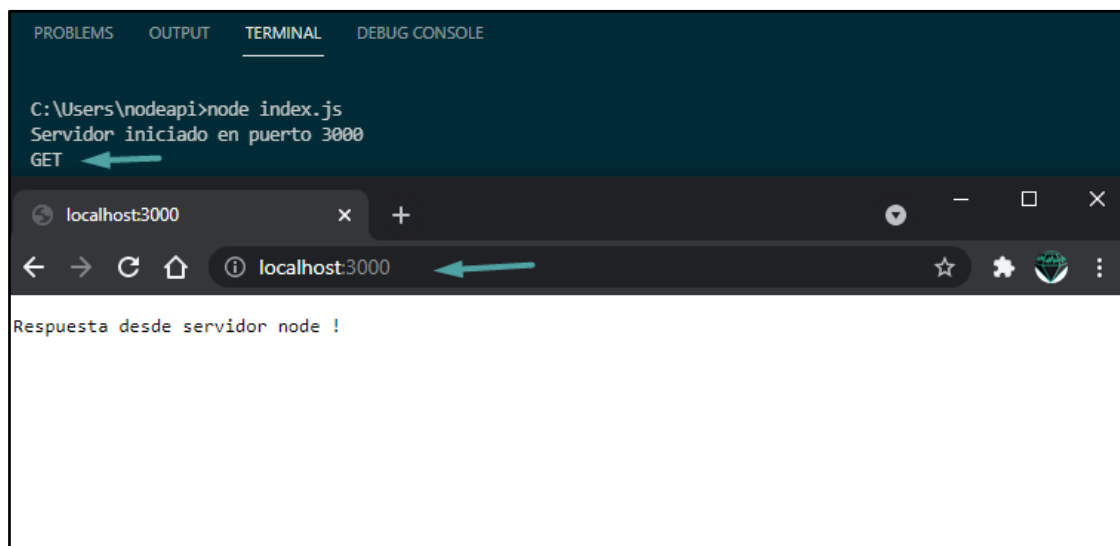 PROBLEMS OUTPUT TERMINAL DEBUG CONSOLE
C:\Users\nodeapi>node index.js
Servidor iniciado en puerto 3000
GET
localhost:3000
localhost:3000
Respuesta desde servidor node !